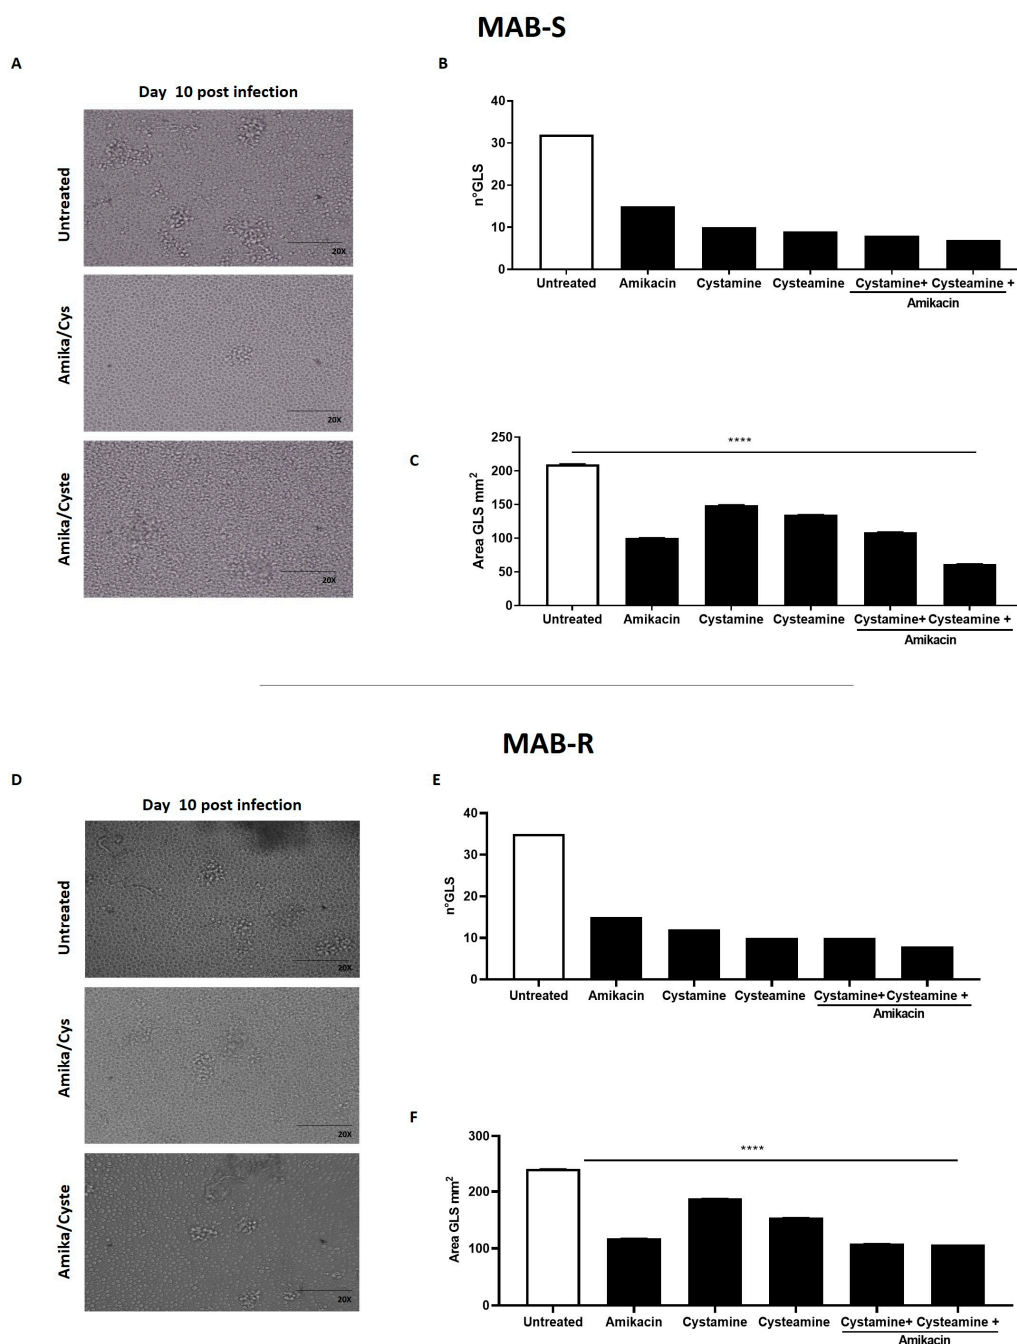 MAB-S
A
Day 10 post infection
Untreated
20X
Amika/Cys
20X
Amika/Cyste
20X
B
n°GLS
40
30
20
10
0
Untreated Amikacin Cystamine Cysteamine Cystamine+ Cysteamine +
Amikacin
C
Area GLS mm²
250
200
150
100
50
0
****
Untreated Amikacin Cystamine Cysteamine Cystamine+ Cysteamine +
Amikacin
MAB-R
D
Day 10 post infection
Untreated
20X
Amika/Cys
20X
Amika/Cyste
20X
E
n°GLS
40
30
20
10
0
Untreated Amikacin Cystamine Cysteamine Cystamine+ Cysteamine +
Amikacin
F
Area GLS mm²
300
200
100
0
****
Untreated Amikacin Cystamine Cysteamine Cystamine+ Cysteamine +
Amikacin